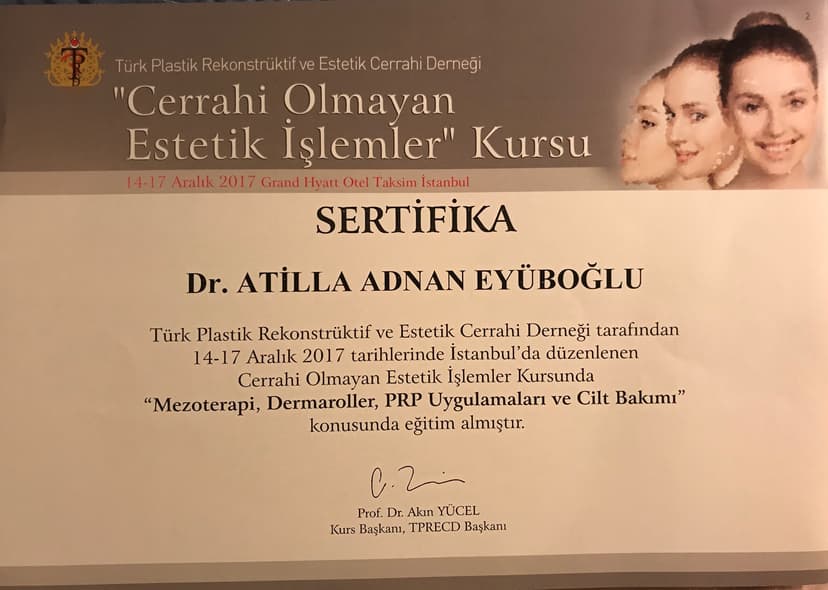 2
Türk Plastik Rekonstrüktif ve Estetik Cerrahi Derneği
"Cerrahi Olmayan
Estetik İşlemler" Kursu
14-17 Aralık 2017 Grand Hyatt Otel Taksim İstanbul
SERTİFİKA
Dr. ATİLLA ADNAN EYÜBOĞLU
Türk Plastik Rekonstrüktif ve Estetik Cerrahi Derneği tarafından
14-17 Aralık 2017 tarihlerinde İstanbul'da düzenlenen
Cerrahi Olmayan Estetik İşlemler Kursunda
“Mezoterapi, Dermaroller, PRP Uygulamaları ve Cilt Bakımı”
konusunda eğitim almıştır.
Prof. Dr. Akın YÜCEL
Kurs Başkanı, TPRECD Başkanı